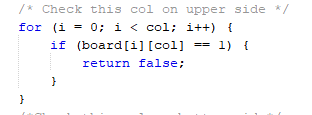 /* Check this col on upper side */
for (i = 0; i < col; i++) {
if (board[i][col] == 1) {
return false;
}
}